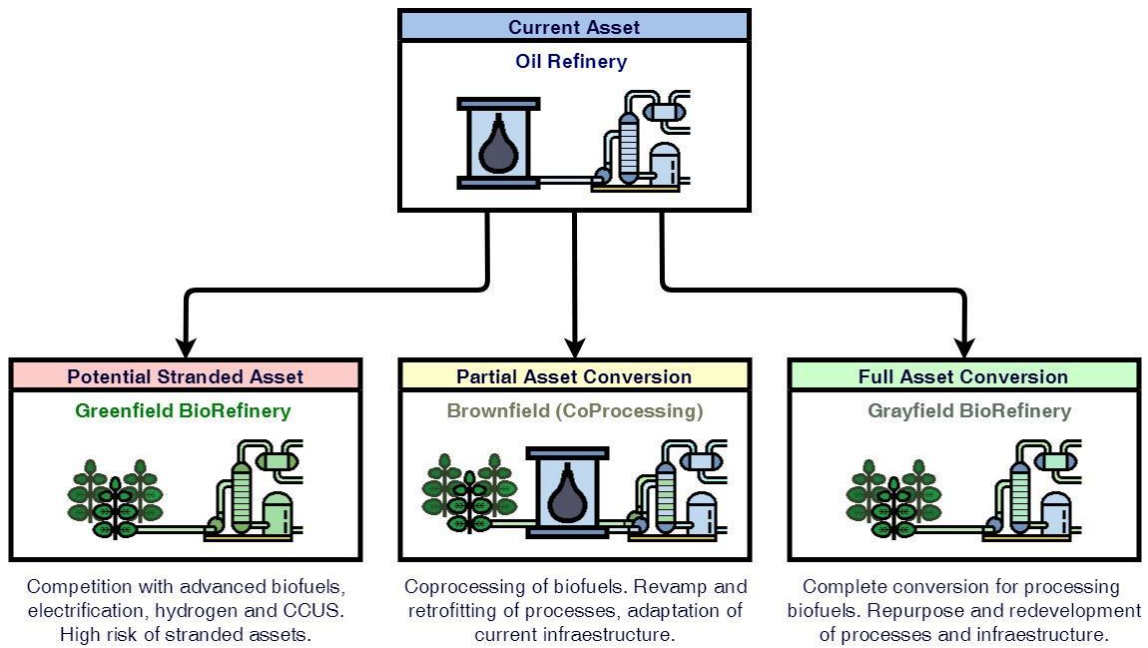 Current Asset
Oil Refinery
Potential Stranded Asset
Greenfield BioRefinery
Competition with advanced biofuels,
electrification, hydrogen and CCUS.
High risk of stranded assets.
Partial Asset Conversion
Brownfield (CoProcessing)
Coprocessing of biofuels. Revamp and
retrofitting of processes, adaptation of
current infraestructure.
Full Asset Conversion
Grayfield BioRefinery
Complete conversion for processing
biofuels. Repurpose and redevelopment
of processes and infraestructure.